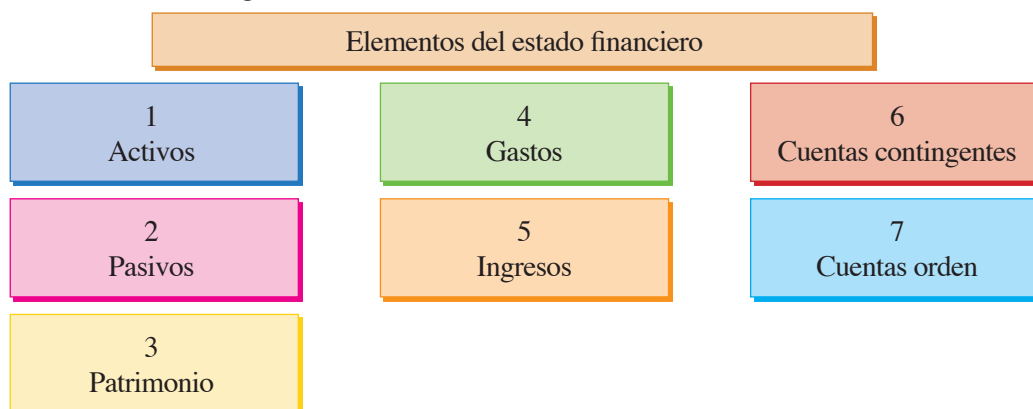 Elementos del estado financiero
1
Activos
4
Gastos
6
Cuentas contingentes
2
Pasivos
5
Ingresos
7
Cuentas orden
3
Patrimonio